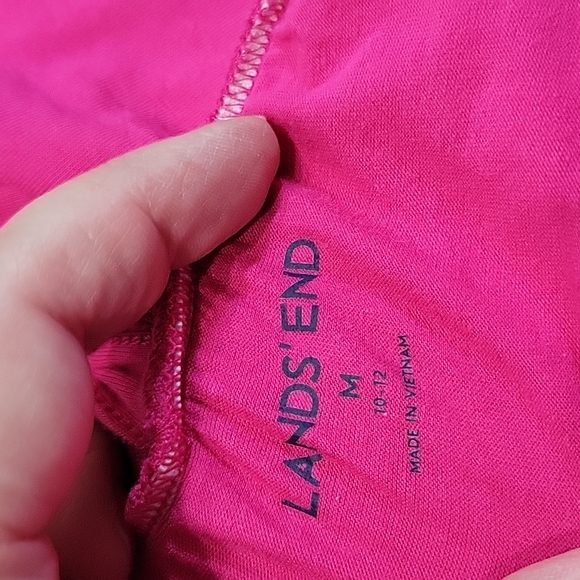 LANDS' END
M
10-12
MADE IN VIETNAM